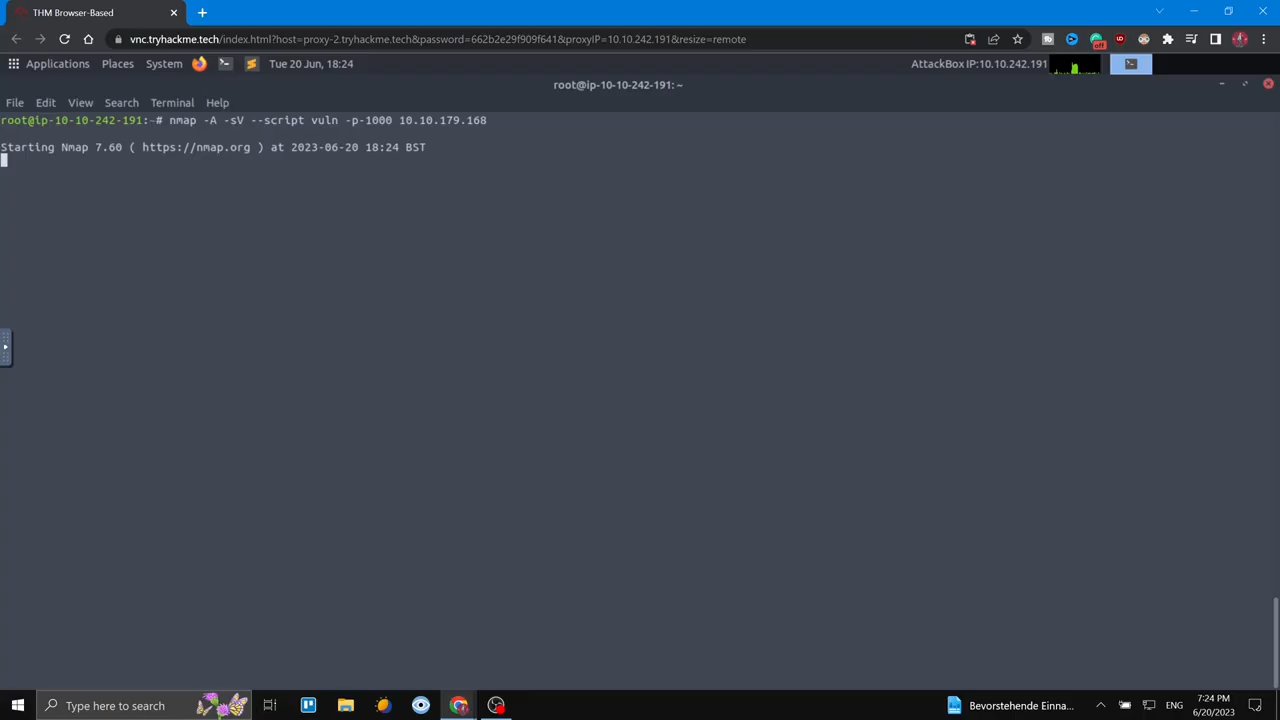 THM Browser-Based
vnc.tryhackme.tech/index.html?host=proxy-2.tryhackme.tech&password=662b2e29f909f641&proxyIP=10.10.242.191&resize=remote
off
Applications Places System Tue 20 Jun, 18:24 AttackBox IP:10.10.242.191
root@ip-10-10-242-191: ~
File Edit View Search Terminal Help
root@ip-10-10-242-191:~# nmap -A -sV --script vuln -p-1000 10.10.179.168
Starting Nmap 7.60 ( https://nmap.org ) at 2023-06-20 18:24 BST
Type here to search
Bevorstehende Einna...
ENG
7:24 PM
6/20/2023